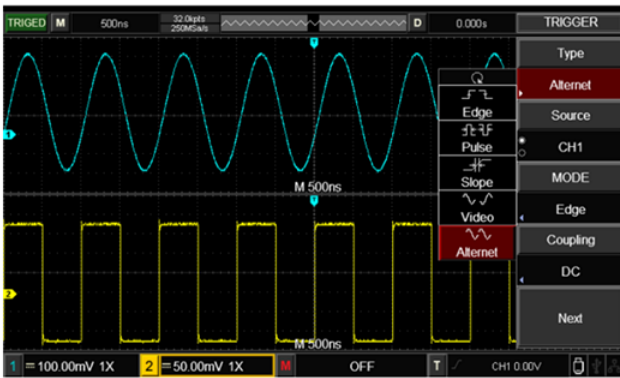 TRIGED M 500ns 32.0kpts D 0.000s TRIGGER
250MSa/s
Type
Alternet
Source
CH1
MODE
Edge
Coupling
DC
Next
Edge
Pulse
Slope
Video
Alternet
1
M 500ns
2
M 500ns
1 = 100.00mV 1X 2 = 50.00mV 1X M OFF T CH1 0.00V